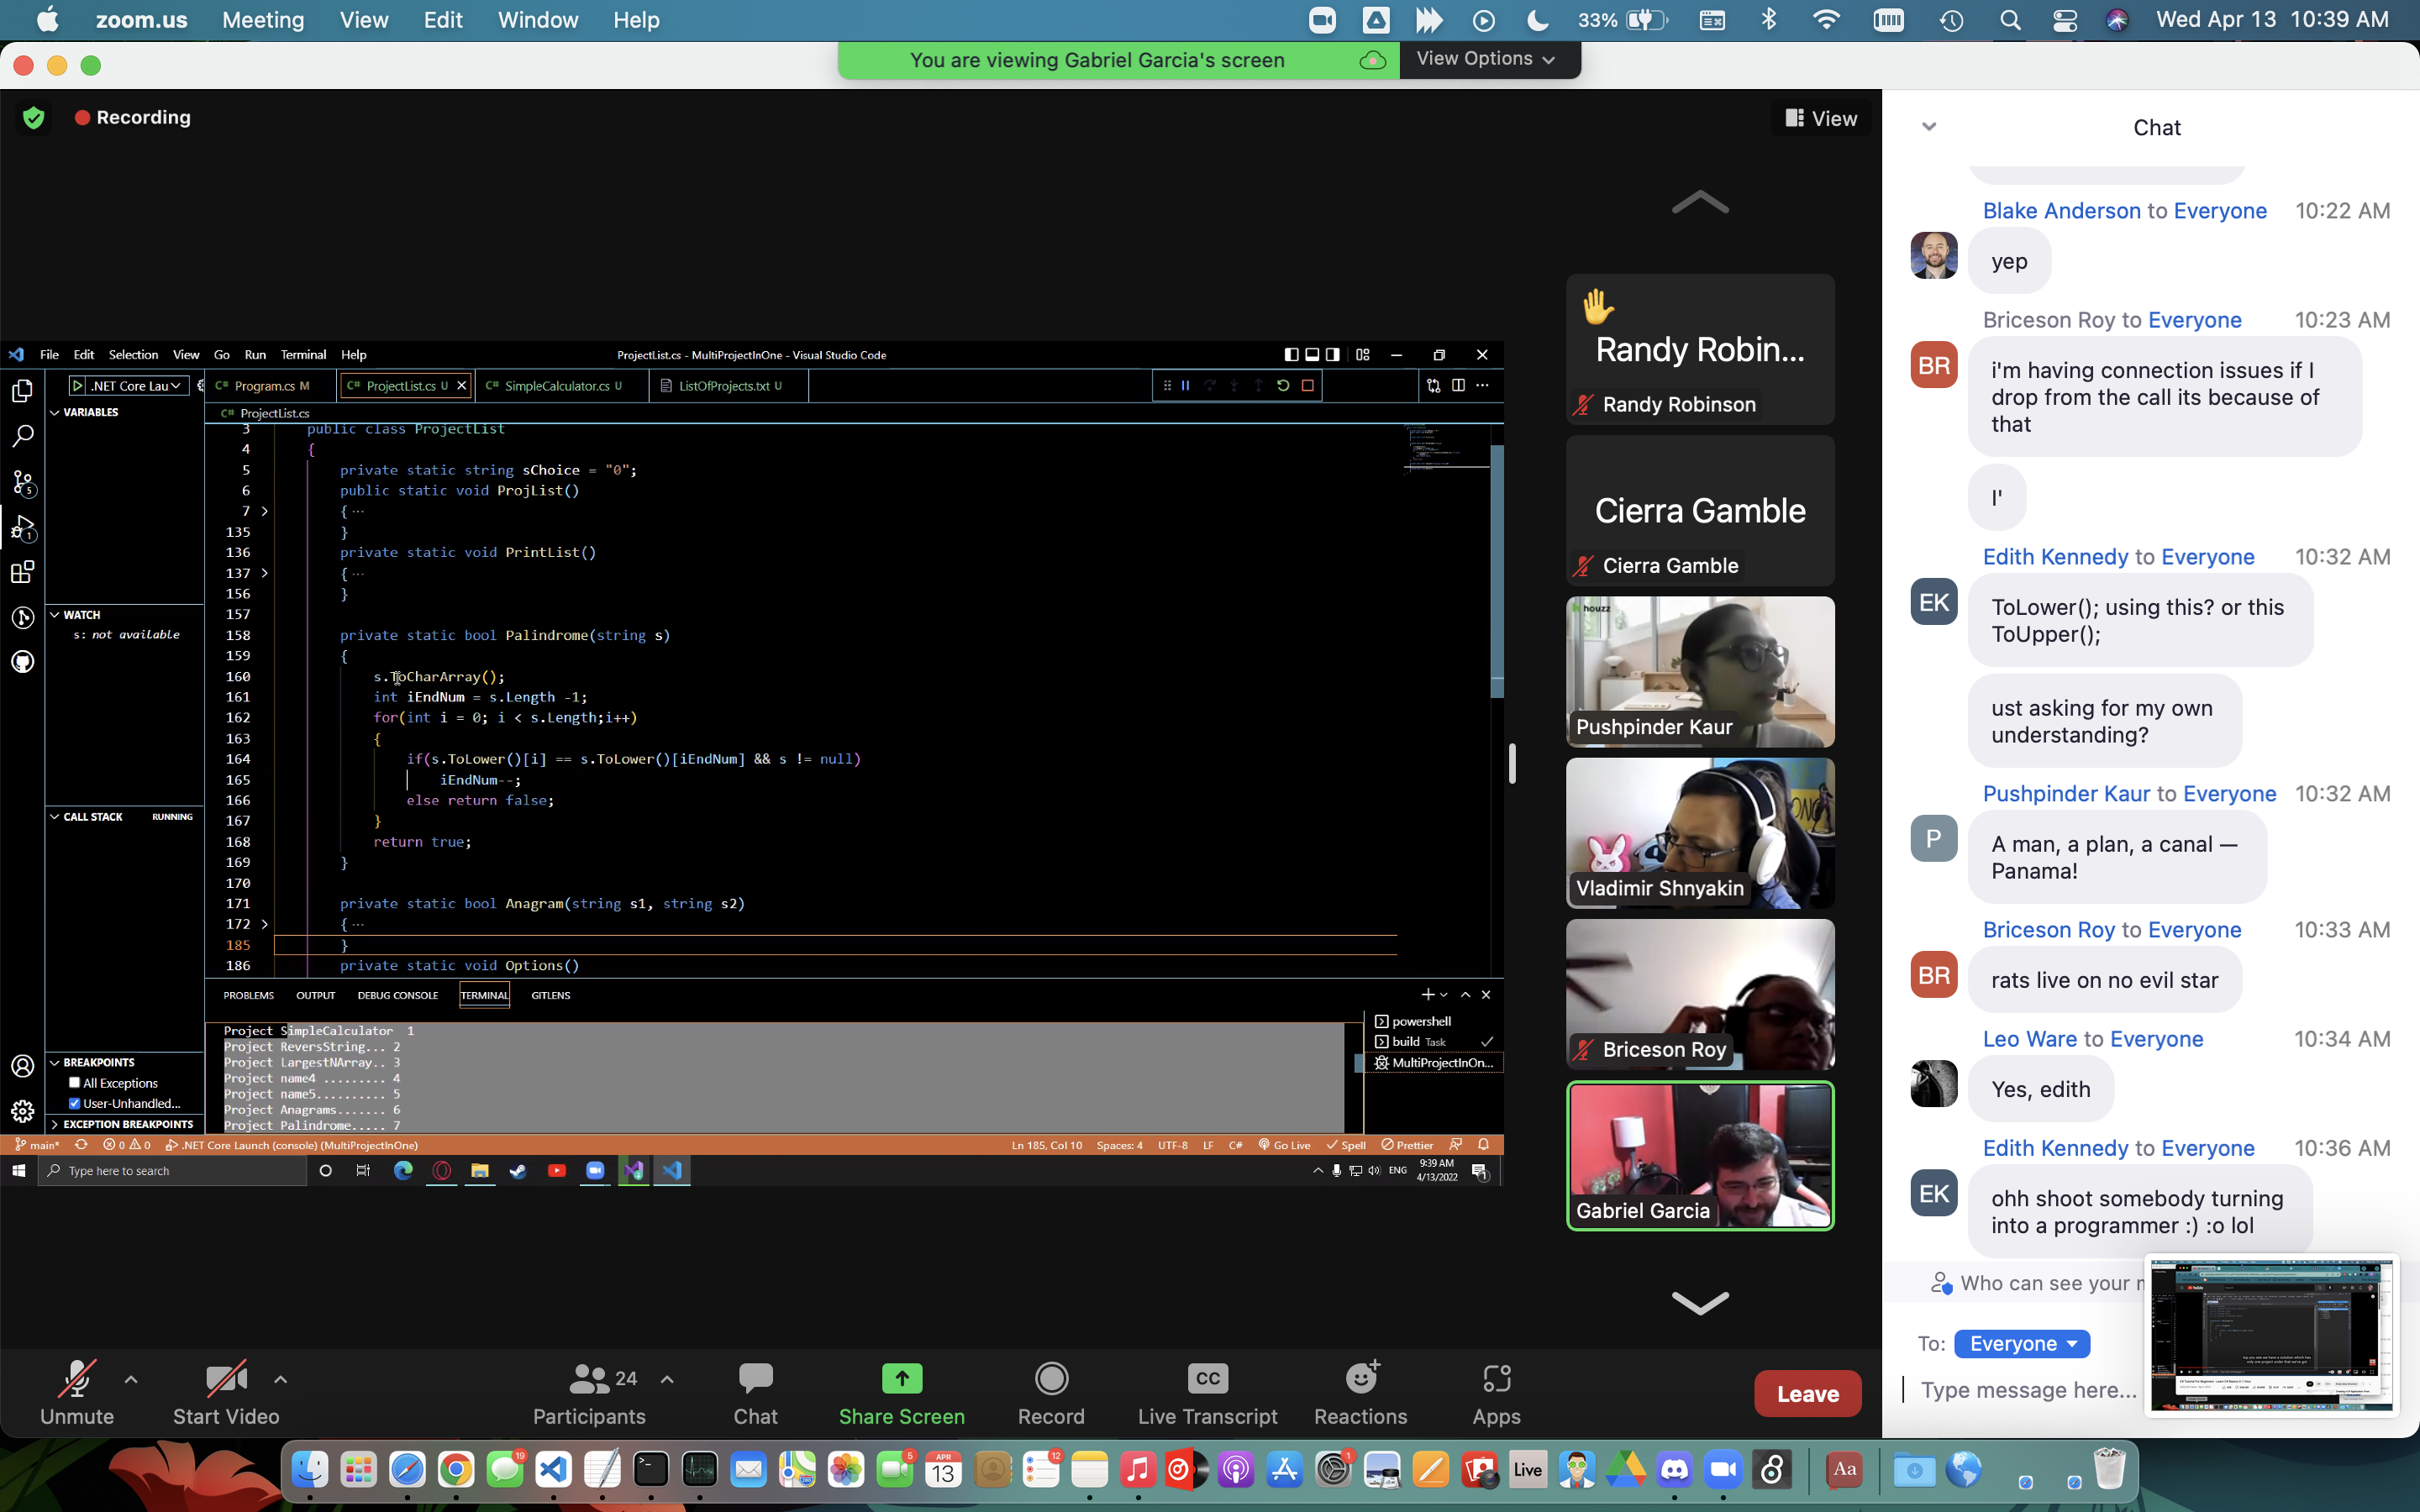 zoom.us Meeting View Edit Window Help
33%
Wed Apr 13 10:39 AM
You are viewing Gabriel Garcia's screen
View Options
Recording
View
File Edit Selection View Go Run Terminal Help
ProjectList.cs - MultiProjectInOne - Visual Studio Code
.NET Core Lau
C# Program.cs M
C# ProjectList.cs U
C# SimpleCalculator.cs U
ListOfProjects.txt U
VARIABLES
C# ProjectList.cs
3 public class ProjectList
4 {
5 private static string sChoice = "0";
6 public static void ProjList()
7 { ...
135 }
136 private static void PrintList()
137 { ...
156 }
157
158 private static bool Palindrome(string s)
159 {
160 s.ToCharArray();
161 int iEndNum = s.Length -1;
162 for(int i = 0; i < s.Length;i++)
163 {
164 if(s.ToLower()[i] == s.ToLower()[iEndNum] && s != null)
165 iEndNum--;
166 else return false;
167 }
168 return true;
169 }
170
171 private static bool Anagram(string s1, string s2)
172 { ...
185 }
186 private static void Options()
WATCH
s: not available
CALL STACK RUNNING
BREAKPOINTS
All Exceptions
User-Unhandled...
EXCEPTION BREAKPOINTS
PROBLEMS OUTPUT DEBUG CONSOLE TERMINAL GITLENS
Project SimpleCalculator 1
Project ReversString... 2
Project LargestNArray.. 3
Project name4 ......... 4
Project name5.......... 5
Project Anagrams....... 6
Project Palindrome..... 7
powershell
build Task
MultiProjectInOn...
main* 0 0 .NET Core Launch (console) (MultiProjectInOne)
Ln 185, Col 10 Spaces: 4 UTF-8 LF C# Go Live Spell Prettier
Type here to search
ENG
9:39 AM
4/13/2022
Randy Robin...
Randy Robinson
Cierra Gamble
Cierra Gamble
houzz
Pushpinder Kaur
Vladimir Shnyakin
Briceson Roy
Gabriel Garcia
Chat
Blake Anderson to Everyone 10:22 AM
yep
Briceson Roy to Everyone 10:23 AM
BR
i'm having connection issues if I
drop from the call its because of
that
I'
Edith Kennedy to Everyone 10:32 AM
EK
ToLower(); using this? or this
ToUpper();
ust asking for my own
understanding?
Pushpinder Kaur to Everyone 10:32 AM
P
A man, a plan, a canal —
Panama!
Briceson Roy to Everyone 10:33 AM
BR
rats live on no evil star
Leo Ware to Everyone 10:34 AM
Yes, edith
Edith Kennedy to Everyone 10:36 AM
EK
ohh shoot somebody turning
into a programmer :) :o lol
Who can see your
To: Everyone
Type message here...
Unmute
Start Video
24
Participants
Chat
Share Screen
Record
CC
Live Transcript
Reactions
Apps
Leave
19
5
APR
13
12
1
Live
Aa